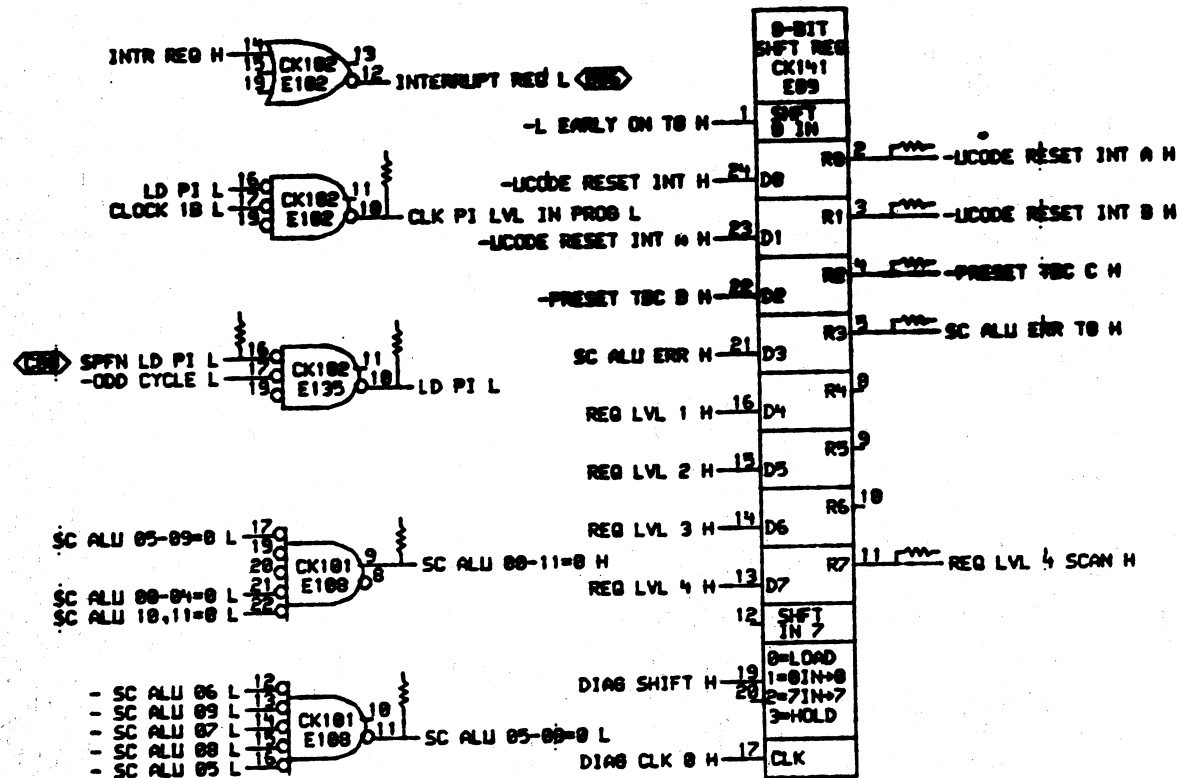 INTR REQ H
14
15
19
CK102
E102
13
12
INTERRUPT REQ L
LD PI L
CLOCK 1B L
16
17
19
CK102
E102
11
10
CLK PI LVL IN PROG L
SPFN LD PI L
-ODD CYCLE L
16
17
19
CK102
E135
11
10
LD PI L
SC ALU 05-09=0 L
SC ALU 00-04=0 L
SC ALU 10,11=0 L
17
19
20
21
22
CK101
E108
9
8
SC ALU 00-11=0 H
- SC ALU 06 L
- SC ALU 09 L
- SC ALU 07 L
- SC ALU 08 L
- SC ALU 05 L
12
13
14
16
CK101
E108
10
11
SC ALU 05-09=0 L
8-BIT
SHFT REG
CK141
E09
-L EARLY ON TO H
1
SHFT
0 IN
-UCODE RESET INT H
24
D0
R0
2
-UCODE RESET INT A H
-UCODE RESET INT H
23
D1
R1
3
-UCODE RESET INT B H
-PRESET TBC B H
22
D2
R2
4
-PRESET TBC C H
SC ALU ERR H
21
D3
R3
5
SC ALU ERR TO H
REQ LVL 1 H
16
D4
R4
8
REQ LVL 2 H
15
D5
R5
9
REQ LVL 3 H
14
D6
R6
10
REQ LVL 4 H
13
D7
R7
11
REQ LVL 4 SCAN H
12
SHFT
IN 7
DIAG SHIFT H
19
20
0=LOAD
1=0IN→0
2=7IN→7
3=HOLD
DIAG CLK 0 H
17
CLK